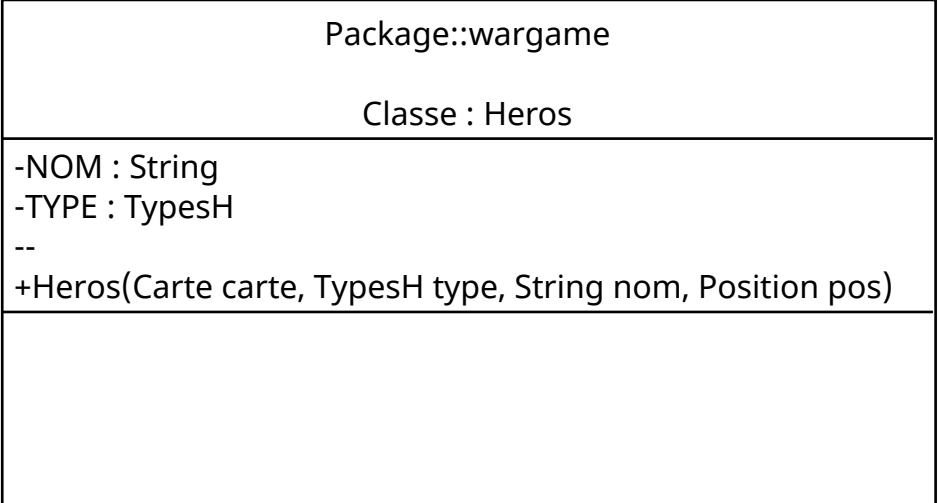 Package::wargame
Classe : Heros
-NOM : String
-TYPE : TypesH
--
+Heros(Carte carte, TypesH type, String nom, Position pos)